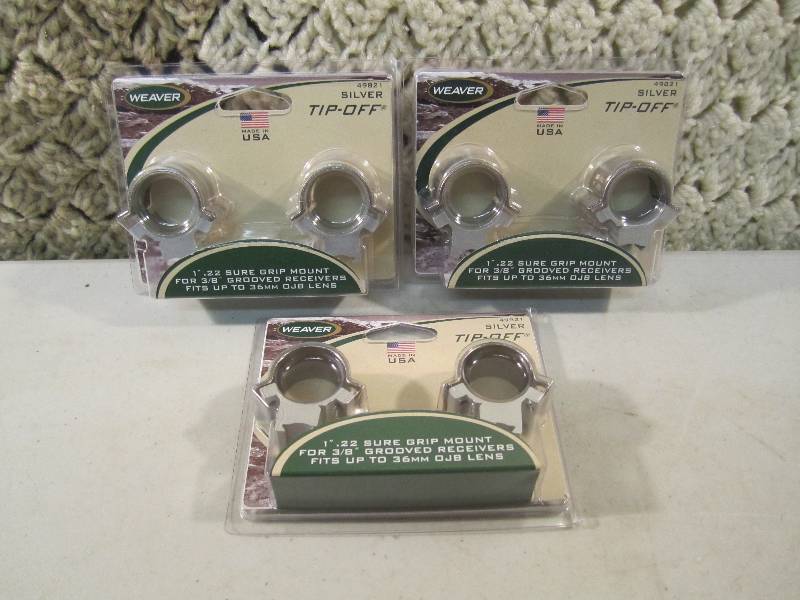 49821
WEAVER
SILVER
TIP-OFF®
MADE IN
USA
1" .22 SURE GRIP MOUNT
FOR 3/8" GROOVED RECEIVERS
FITS UP TO 36MM OJB LENS
49821
WEAVER
SILVER
TIP-OFF®
MADE IN
USA
1" .22 SURE GRIP MOUNT
FOR 3/8" GROOVED RECEIVERS
FITS UP TO 36MM OJB LENS
49821
WEAVER
SILVER
TIP-OFF®
MADE IN
USA
1" .22 SURE GRIP MOUNT
FOR 3/8" GROOVED RECEIVERS
FITS UP TO 36MM OJB LENS